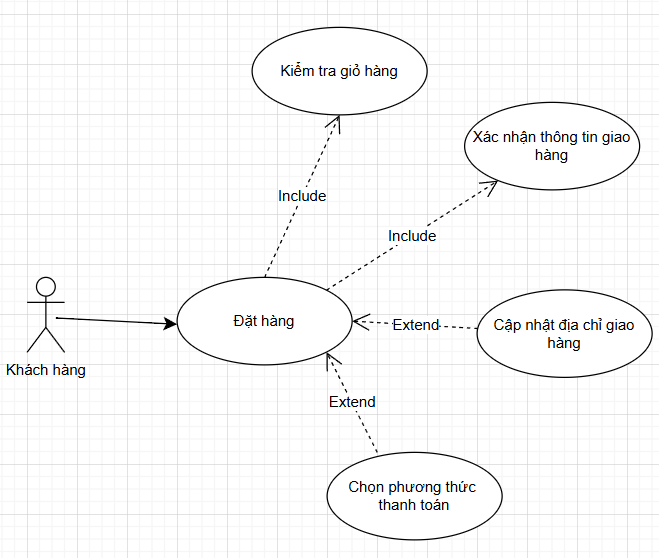 Kiểm tra giỏ hàng
Xác nhận thông tin giao
hàng
Include
Include
Đặt hàng
Extend
Cập nhật địa chỉ giao
hàng
Khách hàng
Extend
Chọn phương thức
thanh toán